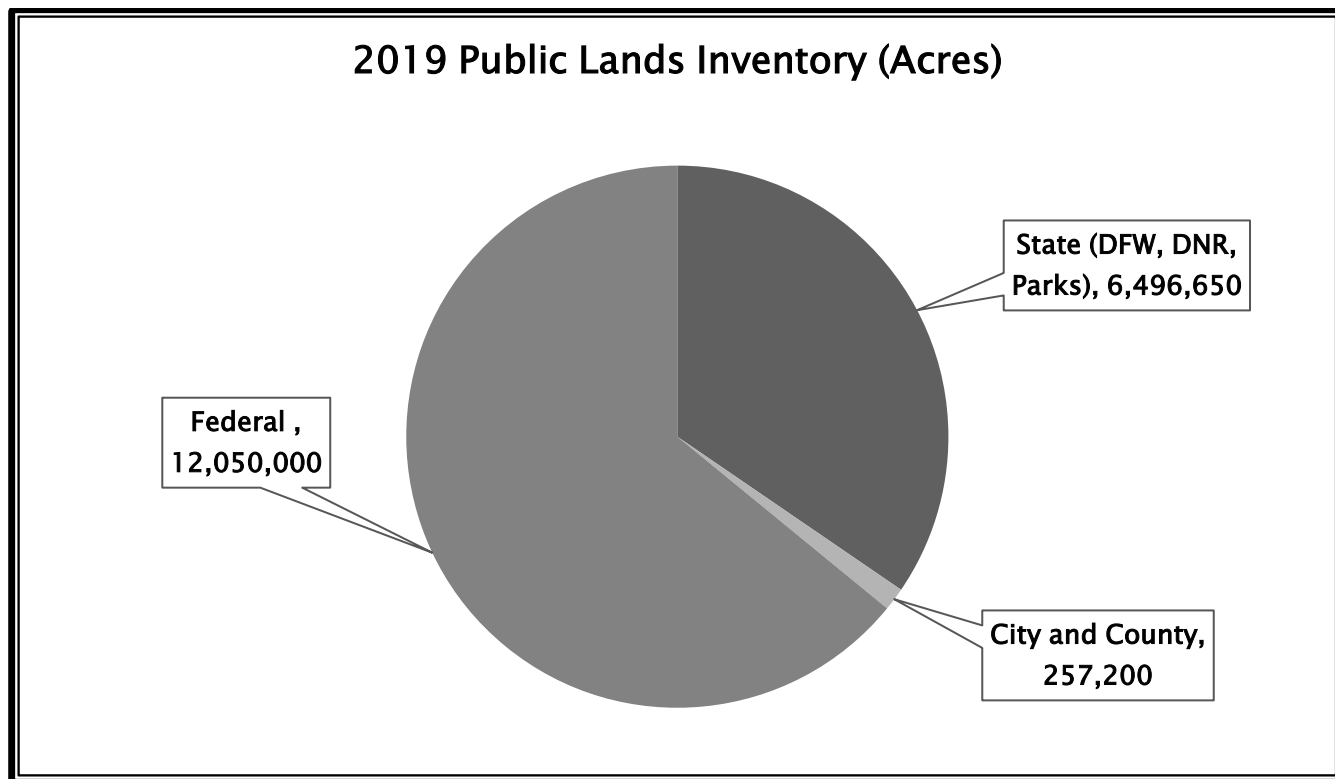 2019 Public Lands Inventory (Acres)
State (DFW, DNR,
Parks), 6,496,650
Federal ,
12,050,000
City and County,
257,200